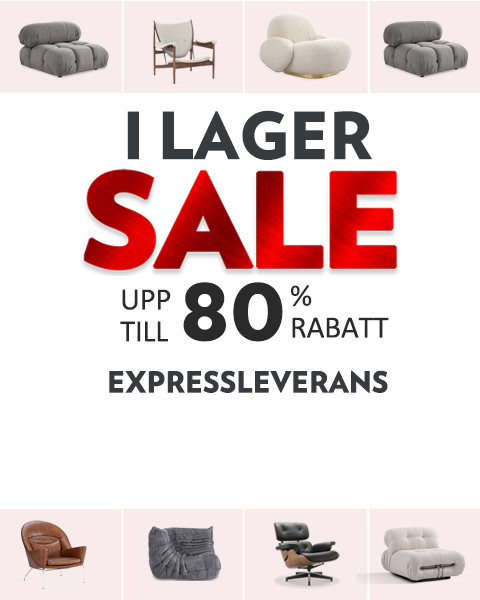 I LAGER
SALE
UPP TILL 80 % RABATT
EXPRESSLEVERANS